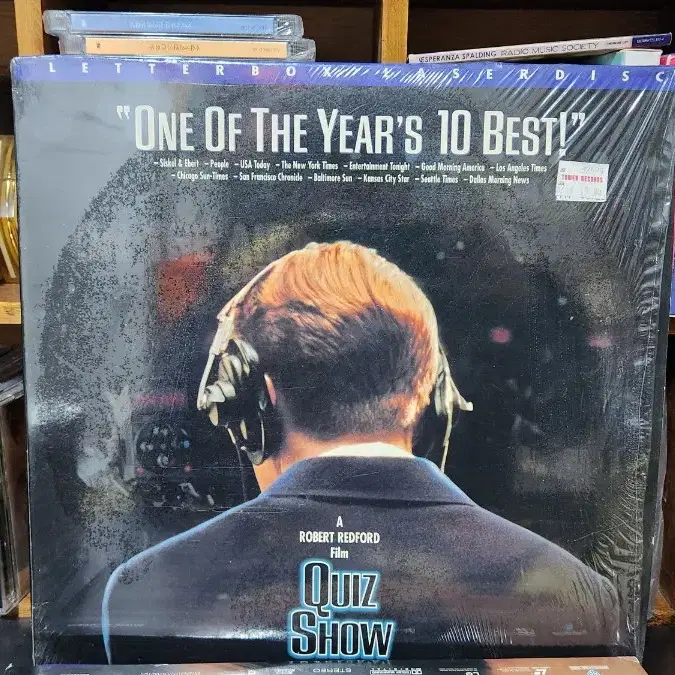 ESPERANZA SPALDING RADIO MUSIC SOCIETY
LETTERBOX LASERDISC
"ONE OF THE YEAR'S 10 BEST!"
– Siskel & Ebert – People – USA Today – The New York Times – Entertainment Tonight – Good Morning America – Los Angeles Times
– Chicago Sun-Times – San Francisco Chronicle – Baltimore Sun – Kansas City Star – Seattle Times – Dallas Morning News
TOWER RECORDS
A
ROBERT REDFORD
Film
QUIZ
SHOW
STEREO